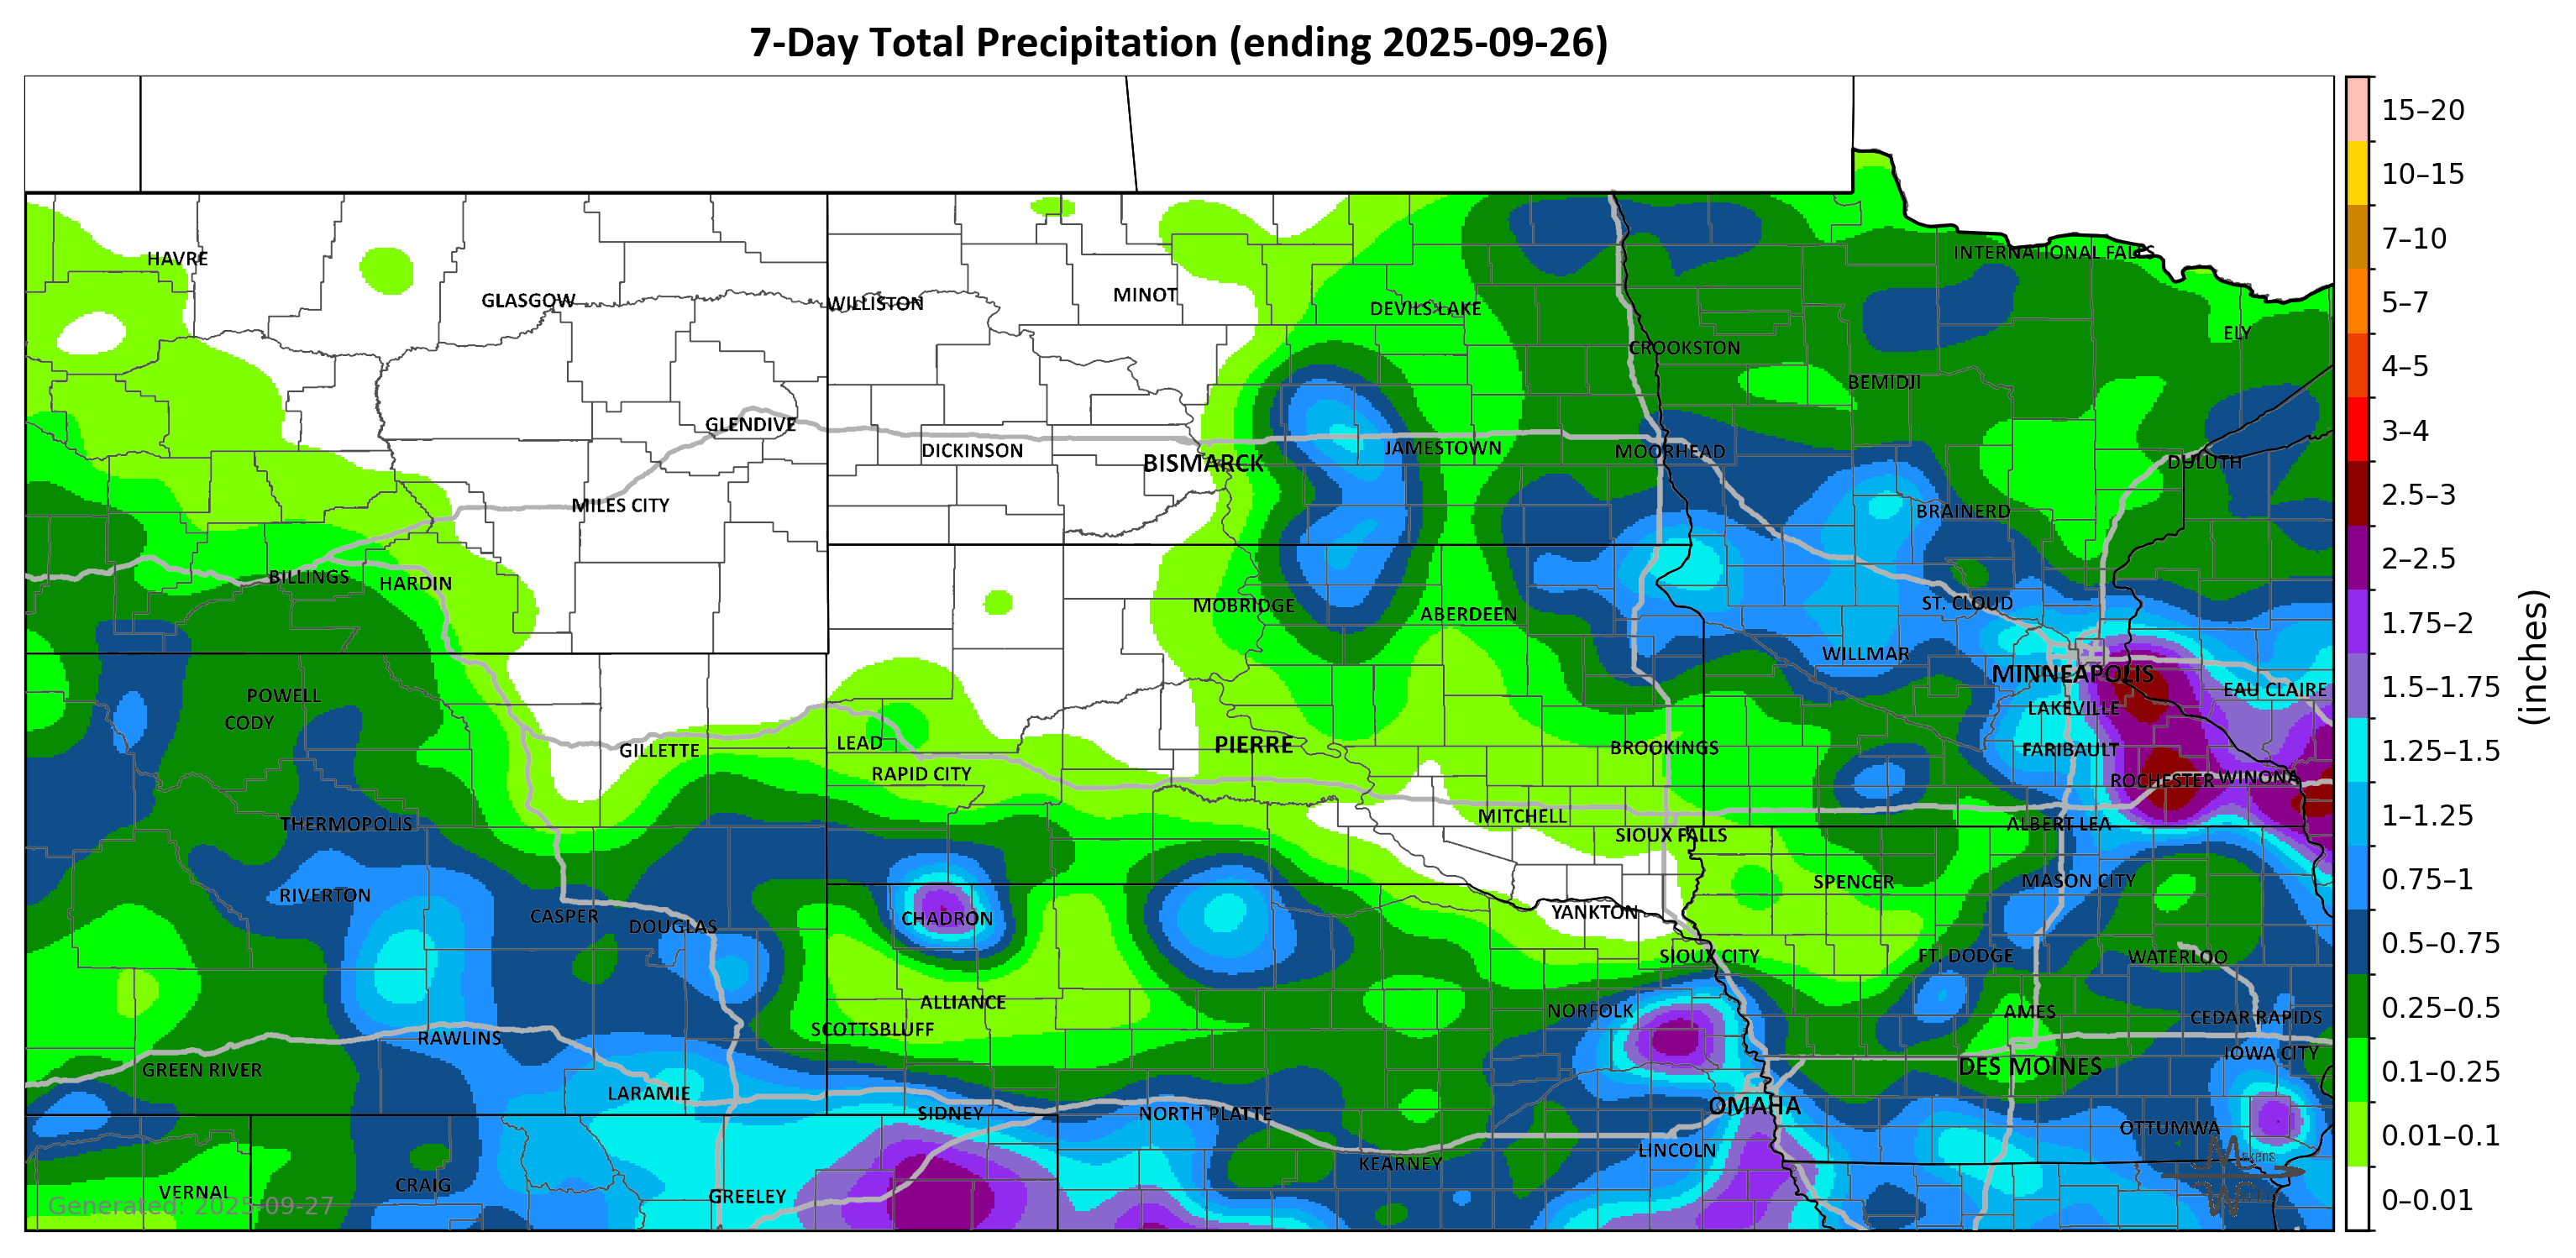 7-Day Total Precipitation (ending 2025-09-26)
15–20
10–15
7–10
5–7
4–5
3–4
2.5–3
2–2.5
1.75–2
1.5–1.75
1.25–1.5
1–1.25
0.75–1
0.5–0.75
0.25–0.5
0.1–0.25
0.01–0.1
0–0.01
(inches)
HAVRE
INTERNATIONAL FALLS
GLASGOW
WILLISTON
MINOT
DEVILS LAKE
ELY
CROOKSTON
BEMIDJI
GLENDIVE
DICKINSON
BISMARCK
JAMESTOWN
MOORHEAD
DULUTH
MILES CITY
BRAINERD
BILLINGS
HARDIN
MOBRIDGE
ABERDEEN
ST. CLOUD
WILLMAR
MINNEAPOLIS
EAU CLAIRE
POWELL
CODY
LAKEVILLE
GILLETTE
LEAD
PIERRE
BROOKINGS
FARIBAULT
RAPID CITY
ROCHESTER
WINONA
THERMOPOLIS
MITCHELL
SIOUX FALLS
ALBERT LEA
RIVERTON
SPENCER
MASON CITY
CASPER
DOUGLAS
CHADRON
YANKTON
SIOUX CITY
FT. DODGE
WATERLOO
ALLIANCE
NORFOLK
AMES
CEDAR RAPIDS
SCOTTSBLUFF
RAWLINS
IOWA CITY
GREEN RIVER
DES MOINES
LARAMIE
SIDNEY
NORTH PLATTE
OMAHA
OTTUMWA
LINCOLN
KEARNEY
VERNAL
CRAIG
GREELEY
Generated: 2025-09-27